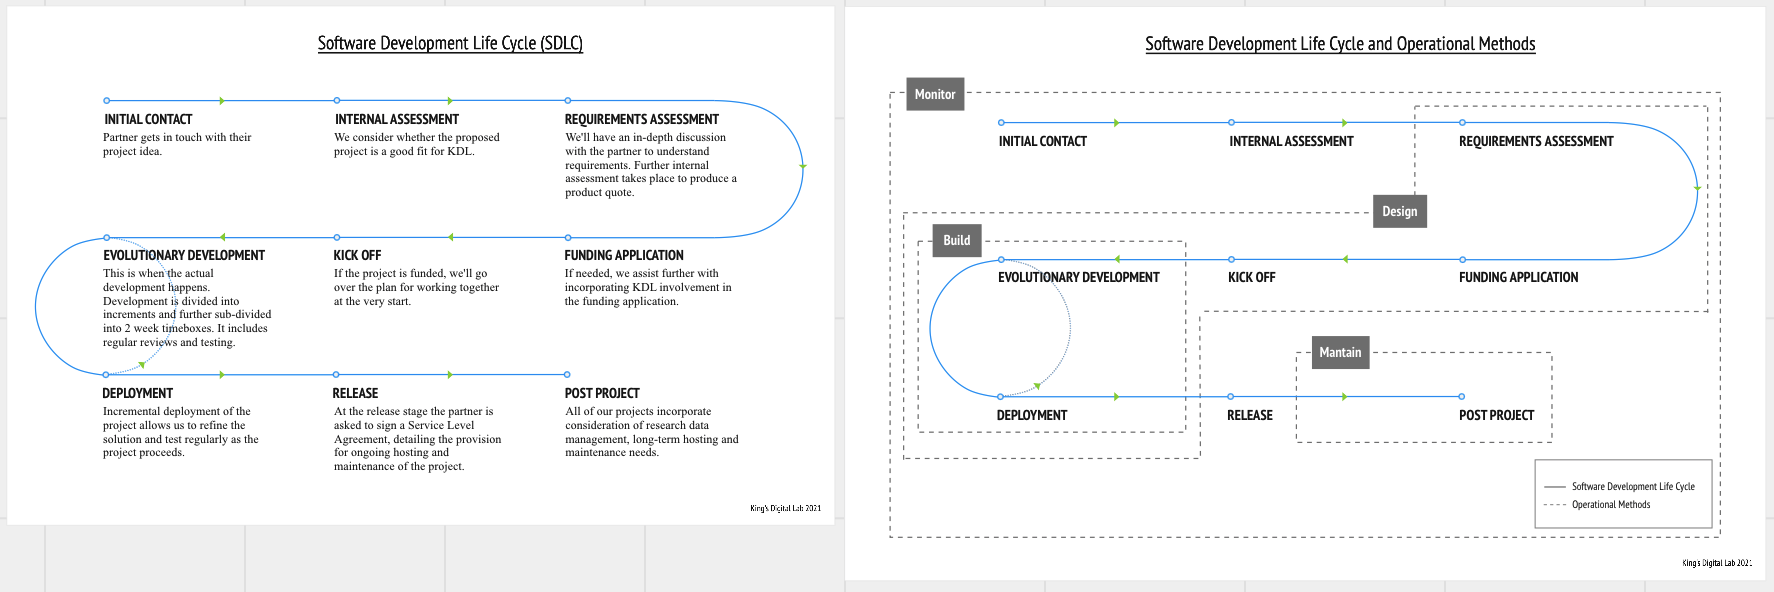 Software Development Life Cycle (SDLC)
INITIAL CONTACT
Partner gets in touch with their
project idea.
INTERNAL ASSESSMENT
We consider whether the proposed
project is a good fit for KDL.
REQUIREMENTS ASSESSMENT
We'll have an in-depth discussion
with the partner to understand
requirements. Further internal
assessment takes place to produce a
product quote.
EVOLUTIONARY DEVELOPMENT
This is when the actual
development happens.
Development is divided into
increments and further sub-divided
into 2 week timeboxes. It includes
regular reviews and testing.
KICK OFF
If the project is funded, we'll go
over the plan for working together
at the very start.
FUNDING APPLICATION
If needed, we assist further with
incorporating KDL involvement in
the funding application.
DEPLOYMENT
Incremental deployment of the
project allows us to refine the
solution and test regularly as the
project proceeds.
RELEASE
At the release stage the partner is
asked to sign a Service Level
Agreement, detailing the provision
for ongoing hosting and
maintenance of the project.
POST PROJECT
All of our projects incorporate
consideration of research data
management, long-term hosting and
maintenance needs.
King's Digital Lab 2021
Software Development Life Cycle and Operational Methods
Monitor
INITIAL CONTACT
INTERNAL ASSESSMENT
REQUIREMENTS ASSESSMENT
Design
Build
EVOLUTIONARY DEVELOPMENT
KICK OFF
FUNDING APPLICATION
Mantain
DEPLOYMENT
RELEASE
POST PROJECT
Software Development Life Cycle
Operational Methods
King's Digital Lab 2021